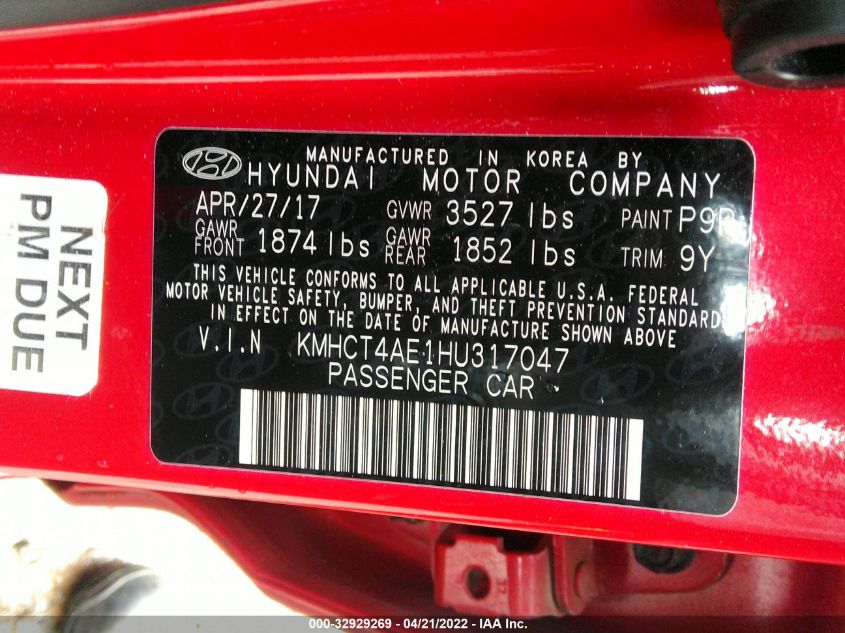 MANUFACTURED IN KOREA BY
HYUNDAI MOTOR COMPANY
APR/27/17 GVWR 3527 lbs PAINT
GAWR FRONT 1874 lbs GAWR REAR 1852 lbs TRIM 9Y
THIS VEHICLE CONFORMS TO ALL APPLICABLE U.S.A. FEDERAL
MOTOR VEHICLE SAFETY, BUMPER, AND THEFT PREVENTION STANDARDS
IN EFFECT ON THE DATE OF MANUFACTURE SHOWN ABOVE
V.I.N KMHCT4AE1HU317047
PASSENGER CAR
NEXT
PM DUE
000-32929269 - 04/21/2022 - IAA Inc.